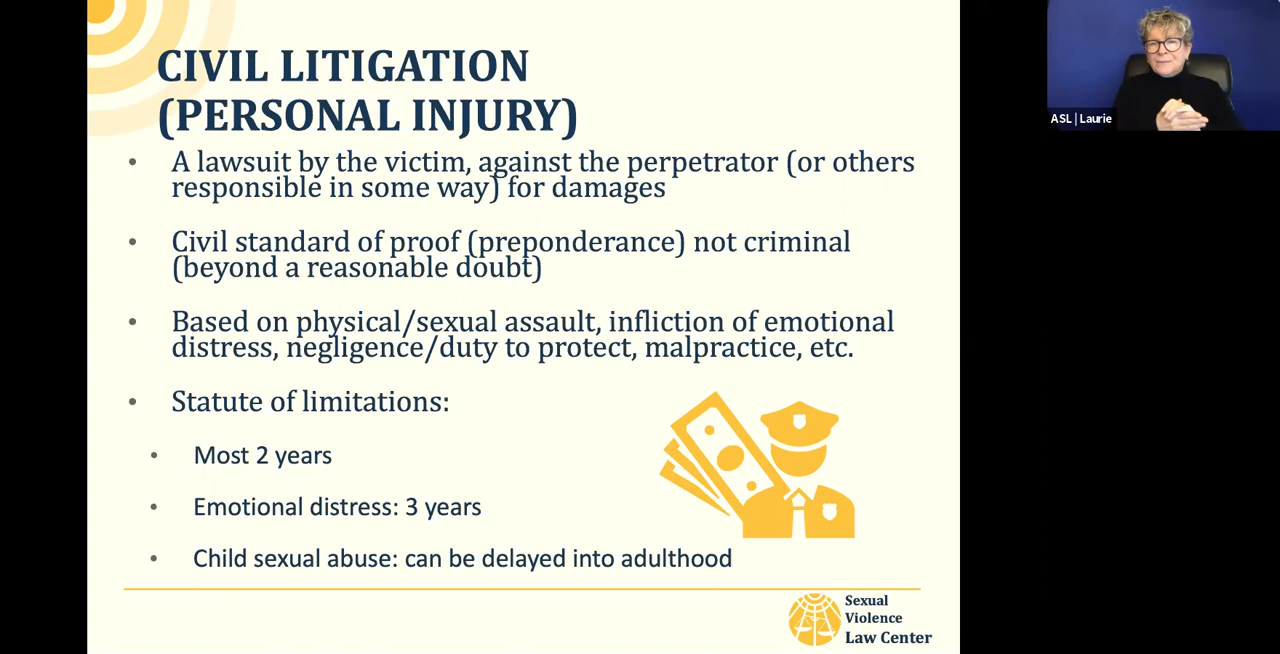 CIVIL LITIGATION
(PERSONAL INJURY)
• A lawsuit by the victim, against the perpetrator (or others
responsible in some way) for damages
• Civil standard of proof (preponderance) not criminal
(beyond a reasonable doubt)
• Based on physical/sexual assault, infliction of emotional
distress, negligence/duty to protect, malpractice, etc.
• Statute of limitations:
• Most 2 years
• Emotional distress: 3 years
• Child sexual abuse: can be delayed into adulthood
Sexual
Violence
Law Center
ASL | Laurie